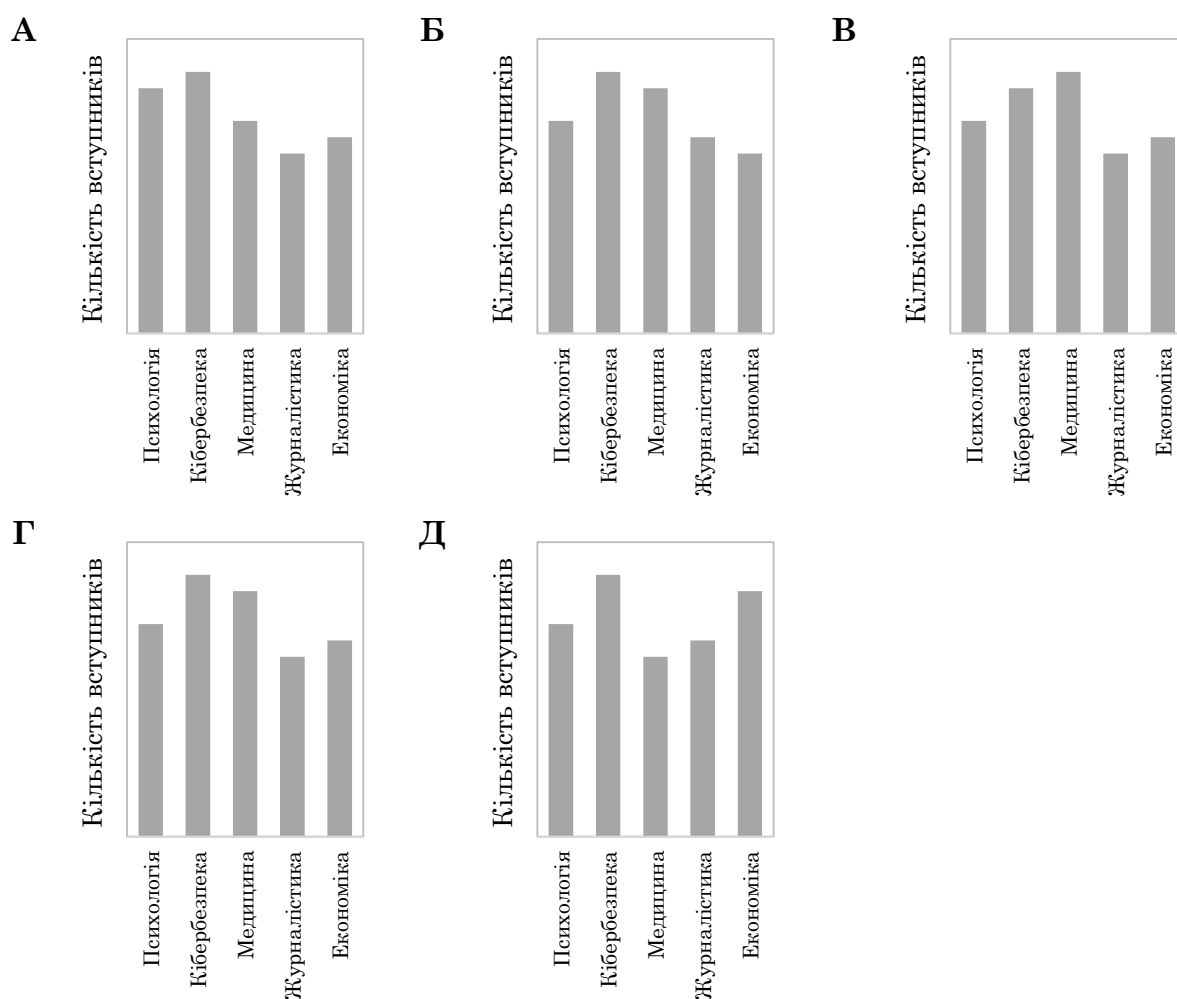 А
Кількість вступників
Психологія
Кібербезпека
Медицина
Журналістика
Економіка
Б
Кількість вступників
Психологія
Кібербезпека
Медицина
Журналістика
Економіка
В
Кількість вступників
Психологія
Кібербезпека
Медицина
Журналістика
Економіка
Г
Кількість вступників
Психологія
Кібербезпека
Медицина
Журналістика
Економіка
Д
Кількість вступників
Психологія
Кібербезпека
Медицина
Журналістика
Економіка